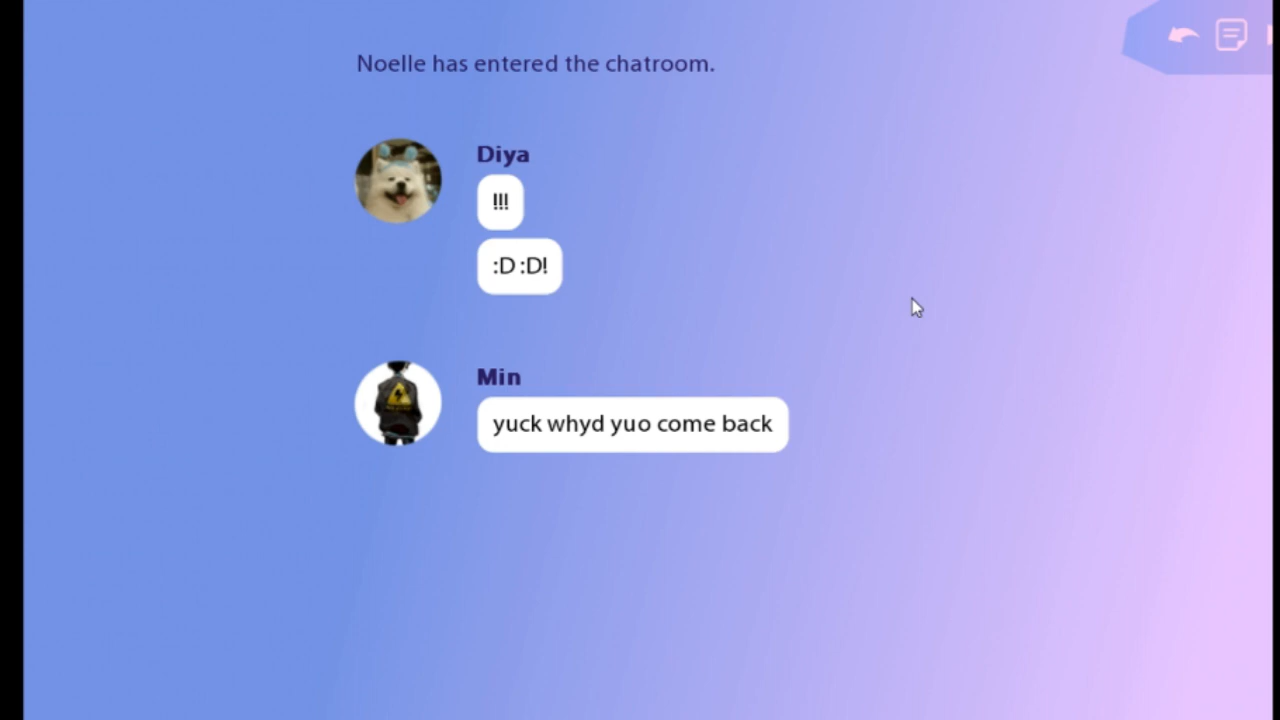 Noelle has entered the chatroom.
Diya
!!!
:D :D!
Min
yuck whyd yuo come back